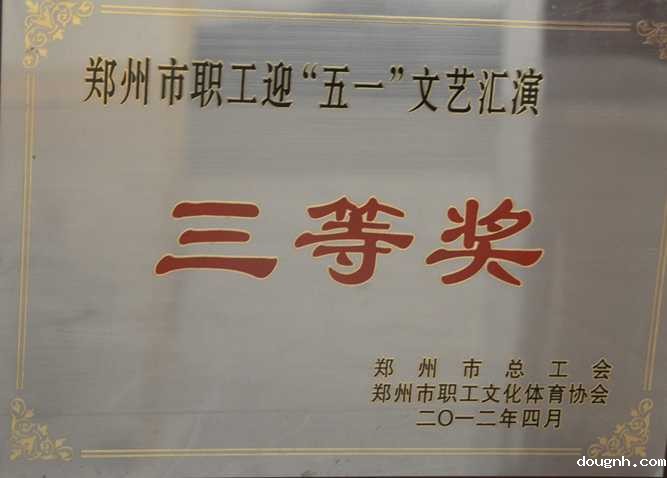 郑州市职工迎“五一”文艺汇演
三等奖
郑州市总工会
郑州市职工文化体育协会
二〇一二年四月
dougnh.com